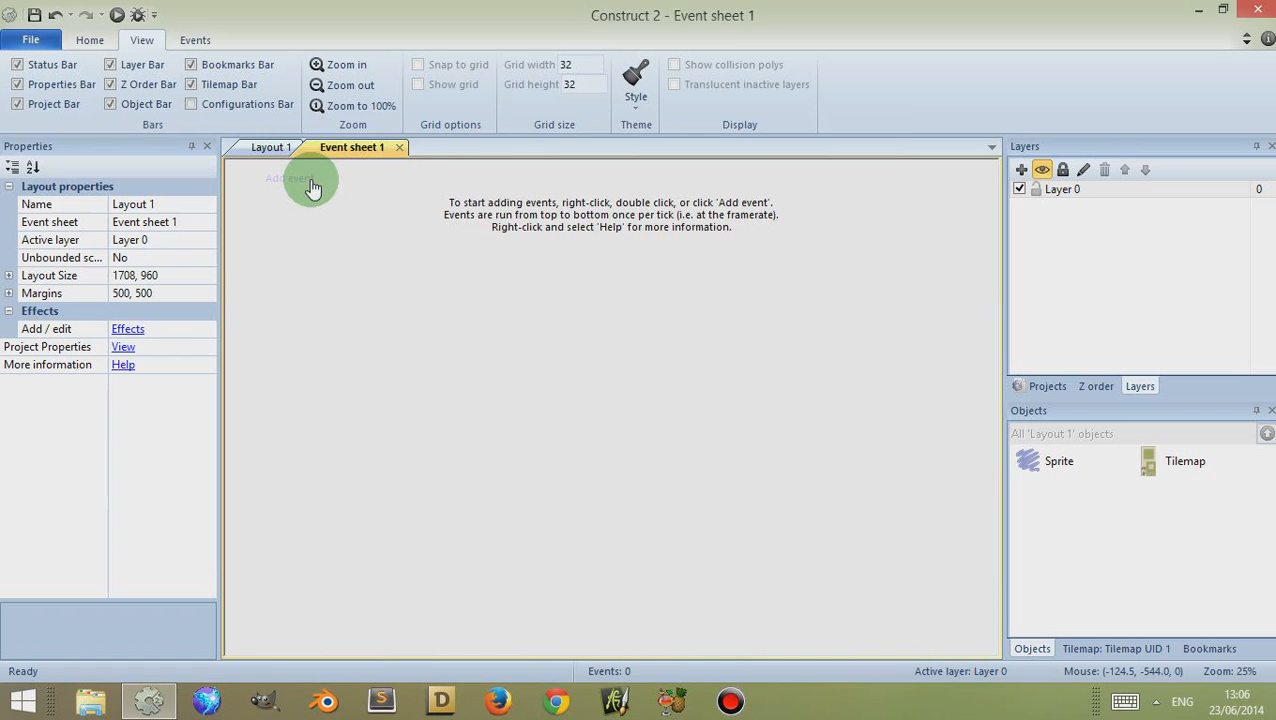 Construct 2 - Event sheet 1
File Home View Events
Status Bar Layer Bar Bookmarks Bar Zoom in Snap to grid Grid width 32 Show collision polys
Properties Bar Z Order Bar Tilemap Bar Zoom out Show grid Grid height 32 Style Translucent inactive layers
Project Bar Object Bar Configurations Bar Zoom to 100%
Bars Zoom Grid options Grid size Theme Display
Properties
Layout 1 Event sheet 1
Layers
Layout properties
Name Layout 1
Event sheet Event sheet 1
Active layer Layer 0
Unbounded sc... No
Layout Size 1708, 960
Margins 500, 500
Effects
Add / edit Effects
Project Properties View
More information Help
Add event
To start adding events, right-click, double click, or click 'Add event'.
Events are run from top to bottom once per tick (i.e. at the framerate).
Right-click and select 'Help' for more information.
Layer 0 0
Projects Z order Layers
Objects
All 'Layout 1' objects
Sprite Tilemap
Objects Tilemap: Tilemap UID 1 Bookmarks
Ready Events: 0 Active layer: Layer 0 Mouse: (-124.5, -544.0, 0) Zoom: 25%
ENG 13:06
23/06/2014